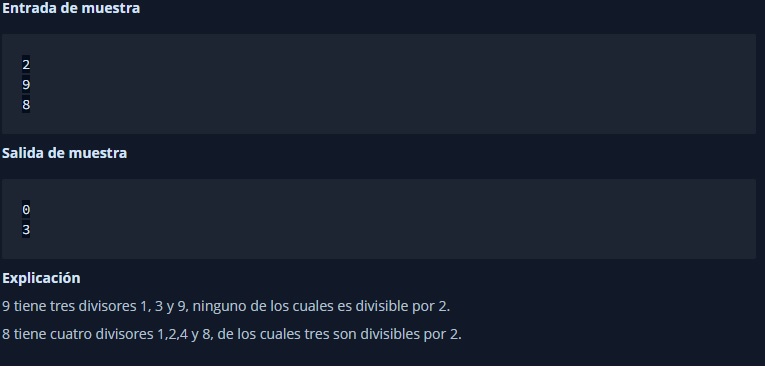 Entrada de muestra
2
9
8
Salida de muestra
0
3
Explicación
9 tiene tres divisores 1, 3 y 9, ninguno de los cuales es divisible por 2.
8 tiene cuatro divisores 1,2,4 y 8, de los cuales tres son divisibles por 2.